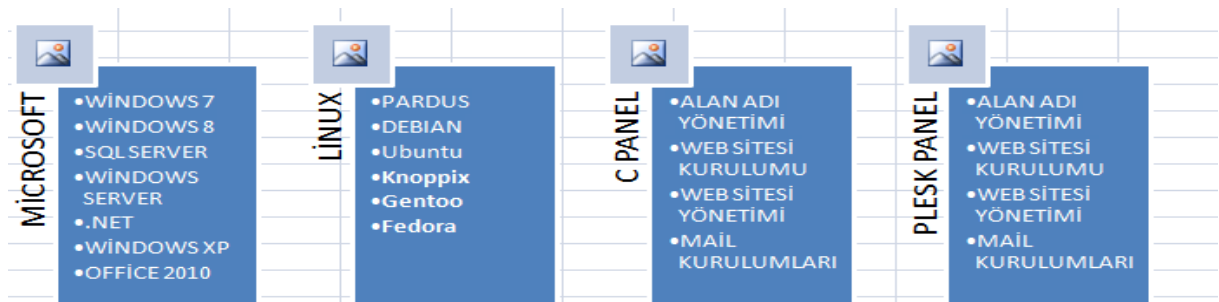 MİCROSOFT
•WİNDOWS 7
•WİNDOWS 8
•SQL SERVER
•WİNDOWS
SERVER
•.NET
•WİNDOWS XP
•OFFİCE 2010
LİNUX
•PARDUS
•DEBIAN
•Ubuntu
•Knoppix
•Gentoo
•Fedora
C PANEL
•ALAN ADI
YÖNETİMİ
•WEB SİTESİ
KURULUMU
•WEB SİTESİ
YÖNETİMİ
•MAİL
KURULUMLARI
PLESK PANEL
•ALAN ADI
YÖNETİMİ
•WEB SİTESİ
KURULUMU
•WEB SİTESİ
YÖNETİMİ
•MAİL
KURULUMLARI